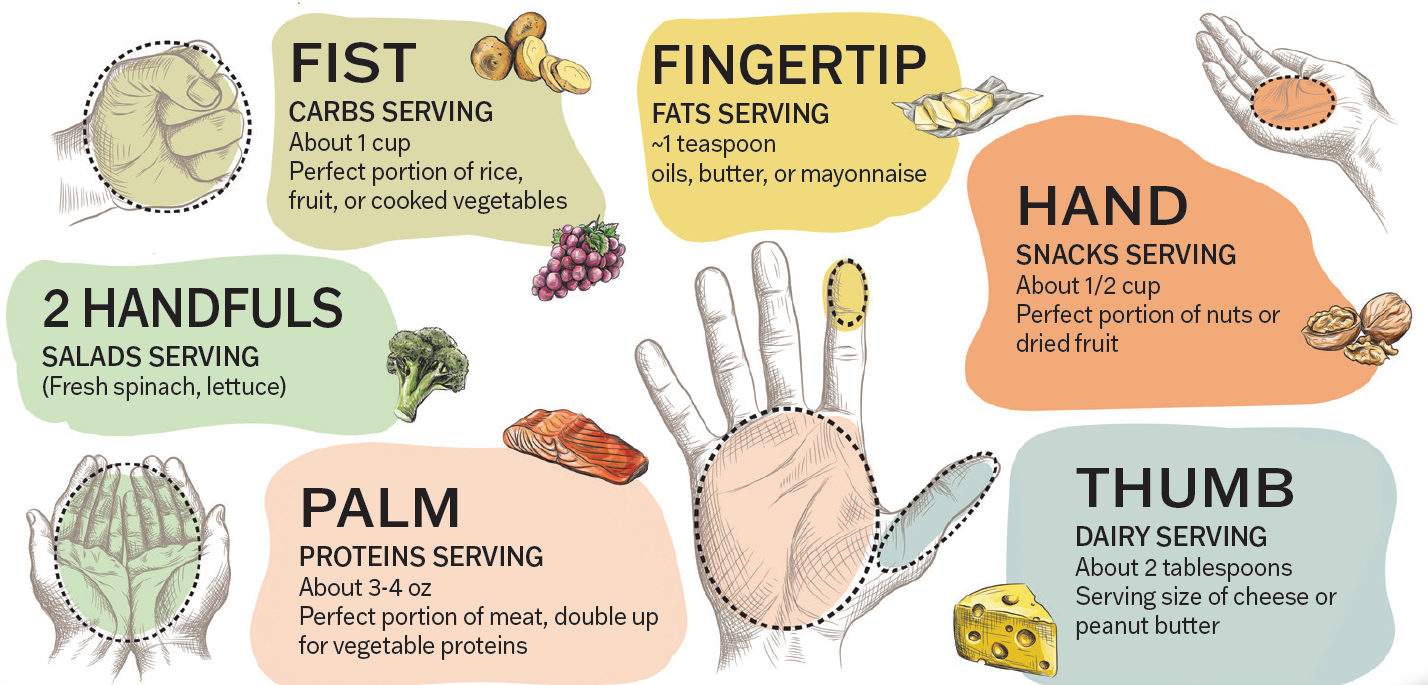 FIST
CARBS SERVING
About 1 cup
Perfect portion of rice,
fruit, or cooked vegetables
FINGERTIP
FATS SERVING
~1 teaspoon
oils, butter, or mayonnaise
HAND
SNACKS SERVING
About 1/2 cup
Perfect portion of nuts or
dried fruit
2 HANDFULS
SALADS SERVING
(Fresh spinach, lettuce)
PALM
PROTEINS SERVING
About 3-4 oz
Perfect portion of meat, double up
for vegetable proteins
THUMB
DAIRY SERVING
About 2 tablespoons
Serving size of cheese or
peanut butter